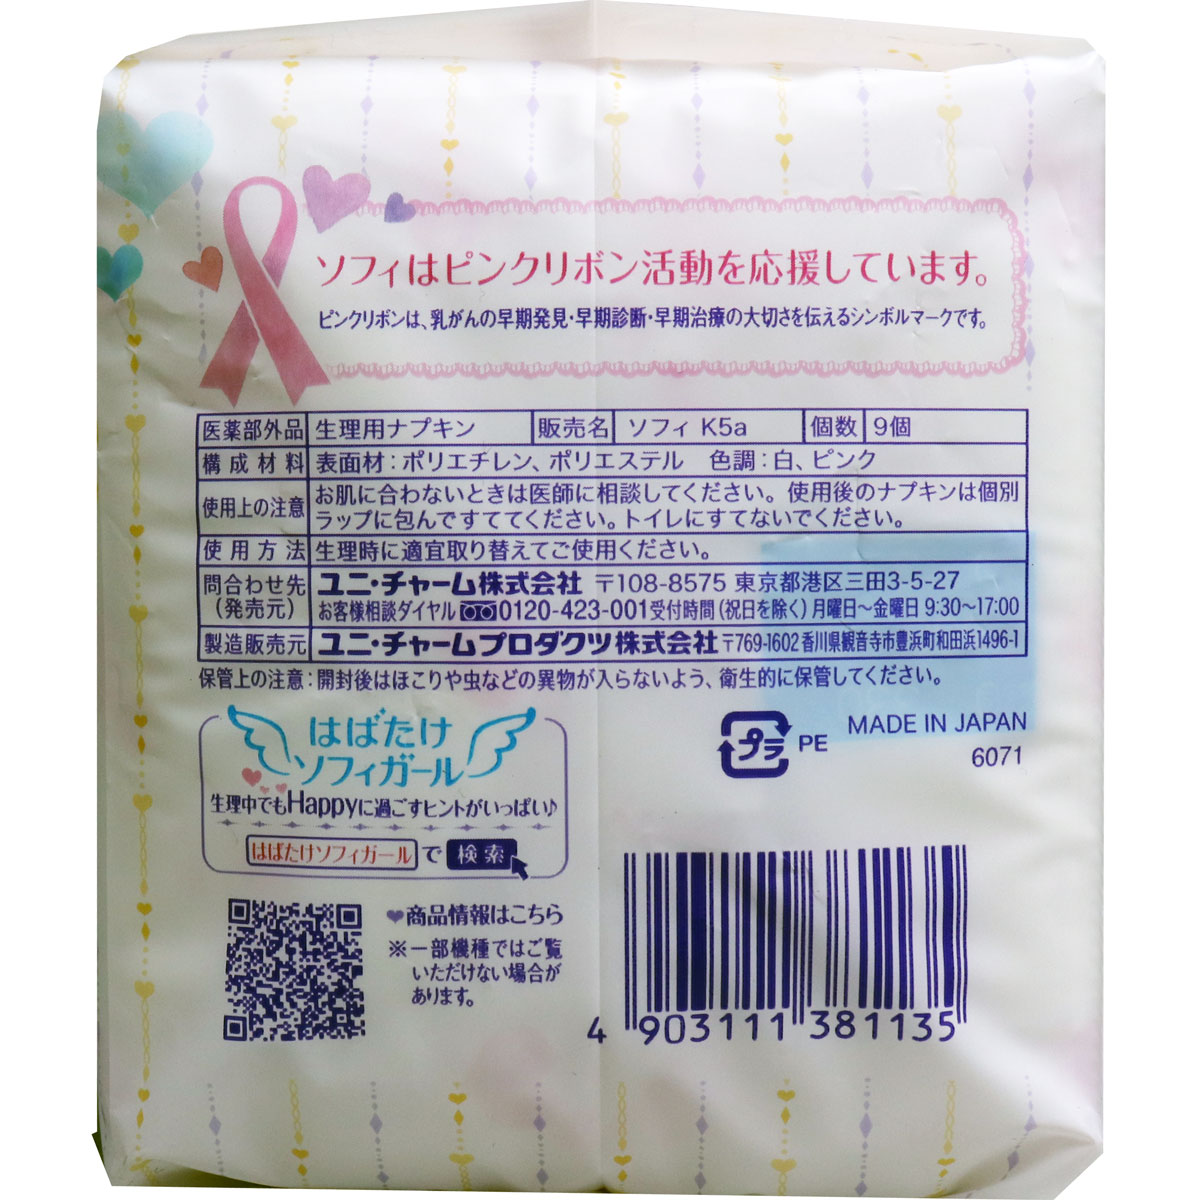 ソフィはピンクリボン活動を応援しています。
ピンクリボンは、乳がんの早期発見・早期診断・早期治療の大切さを伝えるシンボルマークです。
医薬部外品 生理用ナプキン 販売名 ソフィ K5a 個数 9個
構成材料 表面材：ポリエチレン、ポリエステル 色調：白、ピンク
使用上の注意 お肌に合わないときは医師に相談してください。使用後のナプキンは個別
ラップに包んですててください。トイレにすてないでください。
使用方法 生理時に適宜取り替えてご使用ください。
問合わせ先 ユニ・チャーム株式会社 〒108-8575 東京都港区三田3-5-27
（発売元） お客様相談ダイヤル 0120-423-001 受付時間（祝日を除く）月曜日〜金曜日 9:30〜17:00
製造販売元 ユニ・チャームプロダクツ株式会社 〒769-1602 香川県観音寺市豊浜町和田浜1496-1
保管上の注意：開封後はほこりや虫などの異物が入らないよう、衛生的に保管してください。
はばたけ
ソフィガール
生理中でもHappyに過ごすヒントがいっぱい♪
はばたけソフィガール で 検索
プラ PE
MADE IN JAPAN
6071
♥商品情報はこちら
※一部機種ではご覧
いただけない場合が
あります。
4 903111 381135